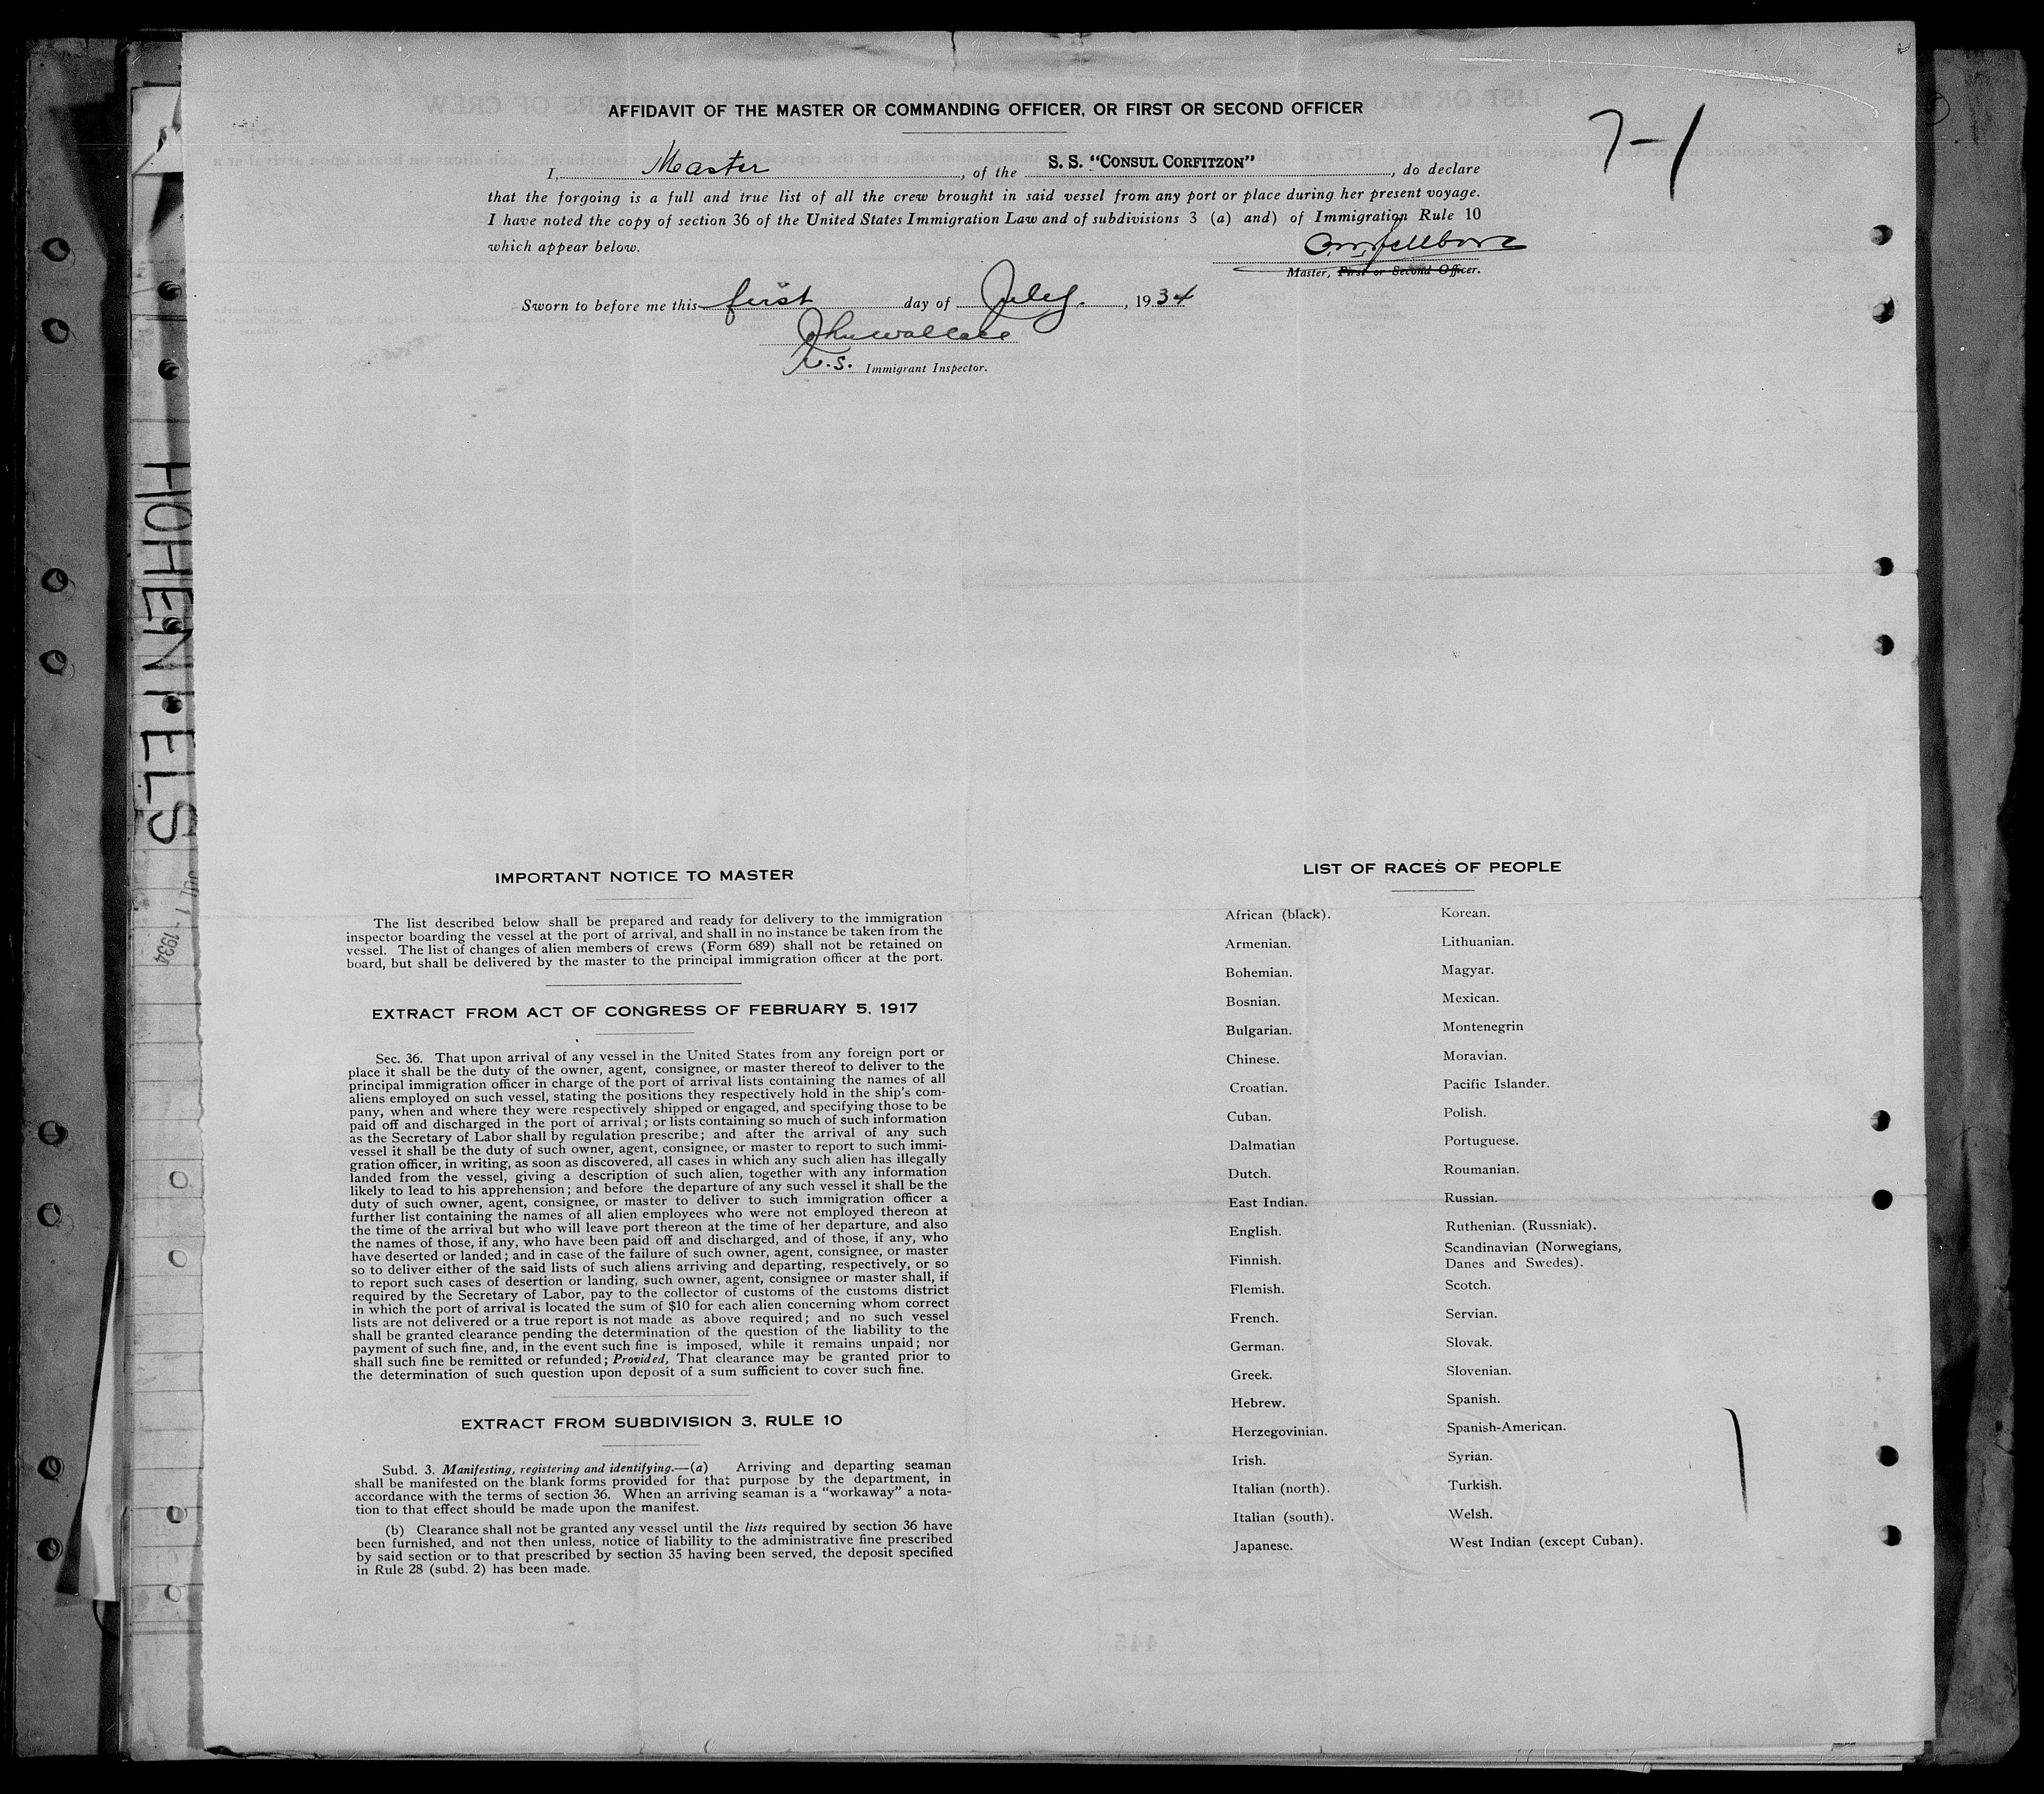 AFFIDAVIT OF THE MASTER OR COMMANDING OFFICER, OR FIRST OR SECOND OFFICER
7-1
I, Master, of the S. S. "CONSUL CORFITZON", do declare
that the forgoing is a full and true list of all the crew brought in said vessel from any port or place during her present voyage.
I have noted the copy of section 36 of the United States Immigration Law and of subdivisions 3 (a) and) of Immigration Rule 10
which appear below.
Master, First or Second Officer.
Sworn to before me this first day of July, 1934
John Wallace
U.S. Immigrant Inspector.
HOHENFELS
JUL 1 - 1934
IMPORTANT NOTICE TO MASTER
The list described below shall be prepared and ready for delivery to the immigration
inspector boarding the vessel at the port of arrival, and shall in no instance be taken from the
vessel. The list of changes of alien members of crews (Form 689) shall not be retained on
board, but shall be delivered by the master to the principal immigration officer at the port.
EXTRACT FROM ACT OF CONGRESS OF FEBRUARY 5, 1917
Sec. 36. That upon arrival of any vessel in the United States from any foreign port or
place it shall be the duty of the owner, agent, consignee, or master thereof to deliver to the
principal immigration officer in charge of the port of arrival lists containing the names of all
aliens employed on such vessel, stating the positions they respectively hold in the ship's com-
pany, when and where they were respectively shipped or engaged, and specifying those to be
paid off and discharged in the port of arrival; or lists containing so much of such information
as the Secretary of Labor shall by regulation prescribe; and after the arrival of any such
vessel it shall be the duty of such owner, agent, consignee, or master to report to such immi-
gration officer, in writing, as soon as discovered, all cases in which any such alien has illegally
landed from the vessel, giving a description of such alien, together with any information
likely to lead to his apprehension; and before the departure of any such vessel it shall be the
duty of such owner, agent, consignee, or master to deliver to such immigration officer a
further list containing the names of all alien employees who were not employed thereon at
the time of the arrival but who will leave port thereon at the time of her departure, and also
the names of those, if any, who have been paid off and discharged, and of those, if any, who
have deserted or landed; and in case of the failure of such owner, agent, consignee, or master
so to deliver either of the said lists of such aliens arriving and departing, respectively, or so
to report such cases of desertion or landing, such owner, agent, consignee or master shall, if
required by the Secretary of Labor, pay to the collector of customs of the customs district
in which the port of arrival is located the sum of $10 for each alien concerning whom correct
lists are not delivered or a true report is not made as above required; and no such vessel
shall be granted clearance pending the determination of the question of the liability to the
payment of such fine, and, in the event such fine is imposed, while it remains unpaid; nor
shall such fine be remitted or refunded; Provided, That clearance may be granted prior to
the determination of such question upon deposit of a sum sufficient to cover such fine.
EXTRACT FROM SUBDIVISION 3, RULE 10
Subd. 3. Manifesting, registering and identifying.—(a) Arriving and departing seaman
shall be manifested on the blank forms provided for that purpose by the department, in
accordance with the terms of section 36. When an arriving seaman is a "workaway" a nota-
tion to that effect should be made upon the manifest.
(b) Clearance shall not be granted any vessel until the lists required by section 36 have
been furnished, and not then unless, notice of liability to the administrative fine prescribed
by said section or to that prescribed by section 35 having been served, the deposit specified
in Rule 28 (subd. 2) has been made.
LIST OF RACES OF PEOPLE
African (black).
Armenian.
Bohemian.
Bosnian.
Bulgarian.
Chinese.
Croatian.
Cuban.
Dalmatian
Dutch.
East Indian.
English.
Finnish.
Flemish.
French.
German.
Greek.
Hebrew.
Herzegovinian.
Irish.
Italian (north).
Italian (south).
Japanese.
Korean.
Lithuanian.
Magyar.
Mexican.
Montenegrin
Moravian.
Pacific Islander.
Polish.
Portuguese.
Roumanian.
Russian.
Ruthenian. (Russniak).
Scandinavian (Norwegians,
Danes and Swedes).
Scotch.
Servian.
Slovak.
Slovenian.
Spanish.
Spanish-American.
Syrian.
Turkish.
Welsh.
West Indian (except Cuban).